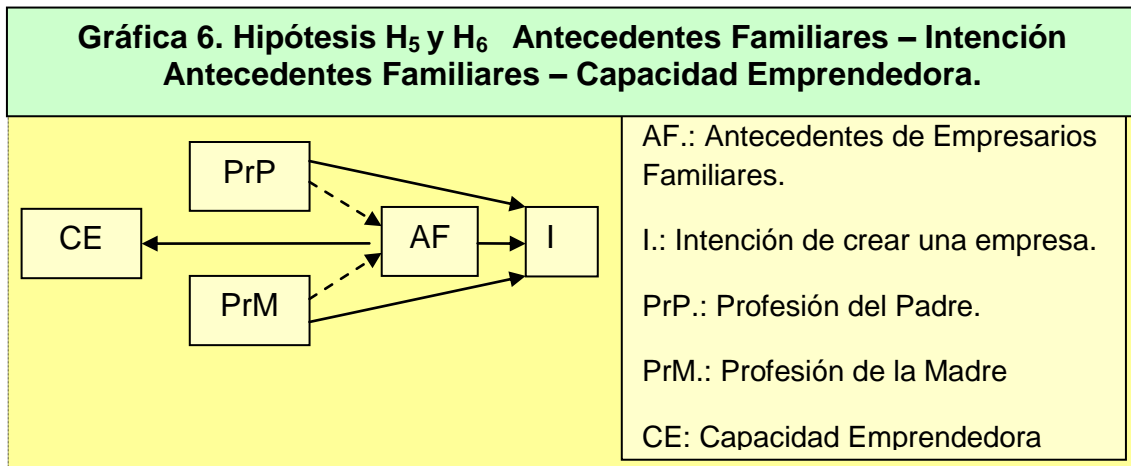 Gráfica 6. Hipótesis H5 y H6 Antecedentes Familiares – Intención
Antecedentes Familiares – Capacidad Emprendedora.
PrP
CE
AF
I
PrM
AF.: Antecedentes de Empresarios
Familiares.
I.: Intención de crear una empresa.
PrP.: Profesión del Padre.
PrM.: Profesión de la Madre
CE: Capacidad Emprendedora